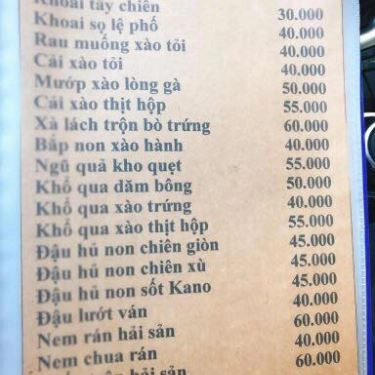 Khoai tây chiên 30.000
Khoai sọ lệ phố 40.000
Rau muống xào tỏi 40.000
Cải xào tỏi 40.000
Mướp xào lòng gà 50.000
Cải xào thịt hộp 55.000
Xà lách trộn bò trứng 60.000
Bắp non xào hành 40.000
Ngũ quả kho quẹt 55.000
Khổ qua dăm bông 50.000
Khổ qua xào trứng 40.000
Khổ qua xào thịt hộp 55.000
Đậu hủ non chiên giòn 45.000
Đậu hủ non chiên xù 45.000
Đậu hủ non sốt Kano 45.000
Đậu lướt ván 40.000
Nem rán hải sản 60.000
Nem chua rán 40.000
hải sản 60.000